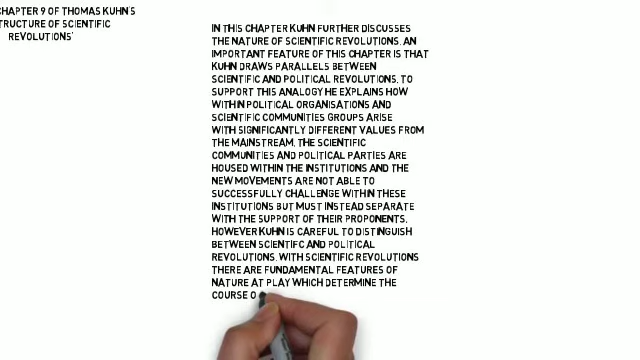 CHAPTER 9 OF THOMAS KUHN'S
TRUCTURE OF SCIENTIFIC
REVOLUTIONS'
IN THIS CHAPTER KUHN FURTHER DISCUSSES
THE NATURE OF SCIENTIFIC REVOLUTIONS. AN
IMPORTANT FEATURE OF THIS CHAPTER IS THAT
KUHN DRAWS PARALLELS BETWEEN
SCIENTIFIC AND POLITICAL REVOLUTIONS. TO
SUPPORT THIS ANALOGY HE EXPLAINS HOW
WITHIN POLITICAL ORGANISATIONS AND
SCIENTIFIC COMMUNITIES GROUPS ARISE
WITH SIGNIFICANTLY DIFFERENT VALUES FROM
THE MAINSTREAM. THE SCIENTIFIC
COMMUNITIES AND POLITICAL PARTIES ARE
HOUSED WITHIN THE INSTITUTIONS AND THE
NEW MOVEMENTS ARE NOT ABLE TO
SUCCESSFULLY CHALLENGE WITHIN THESE
INSTITUTIONS BUT MUST INSTEAD SEPARATE
WITH THE SUPPORT OF THEIR PROPONENTS.
HOWEVER KUHN IS CAREFUL TO DISTINGUISH
BETWEEN SCIENTIFC AND POLITICAL
REVOLUTIONS. WITH SCIENTIFIC REVOLUTIONS
THERE ARE FUNDAMENTAL FEATURES OF
NATURE AT PLAY WHICH DETERMINE THE
COURSE O